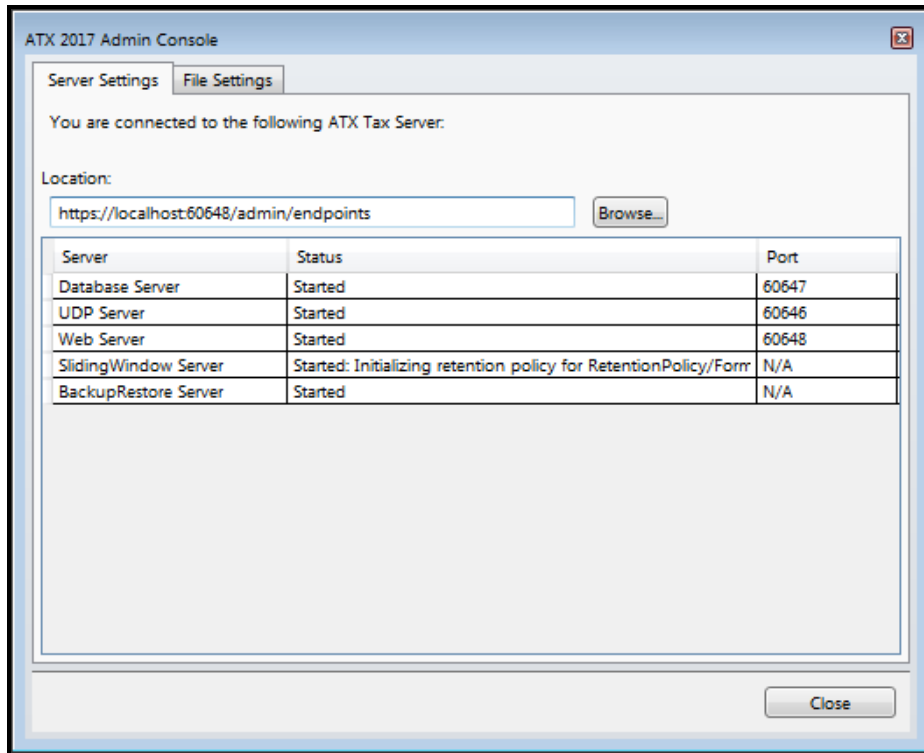 ATX 2017 Admin Console
Server Settings File Settings
You are connected to the following ATX Tax Server:
Location:
https://localhost:60648/admin/endpoints Browse...
Server Status Port
Database Server Started 60647
UDP Server Started 60646
Web Server Started 60648
SlidingWindow Server Started: Initializing retention policy for RetentionPolicy/Form N/A
BackupRestore Server Started N/A
Close